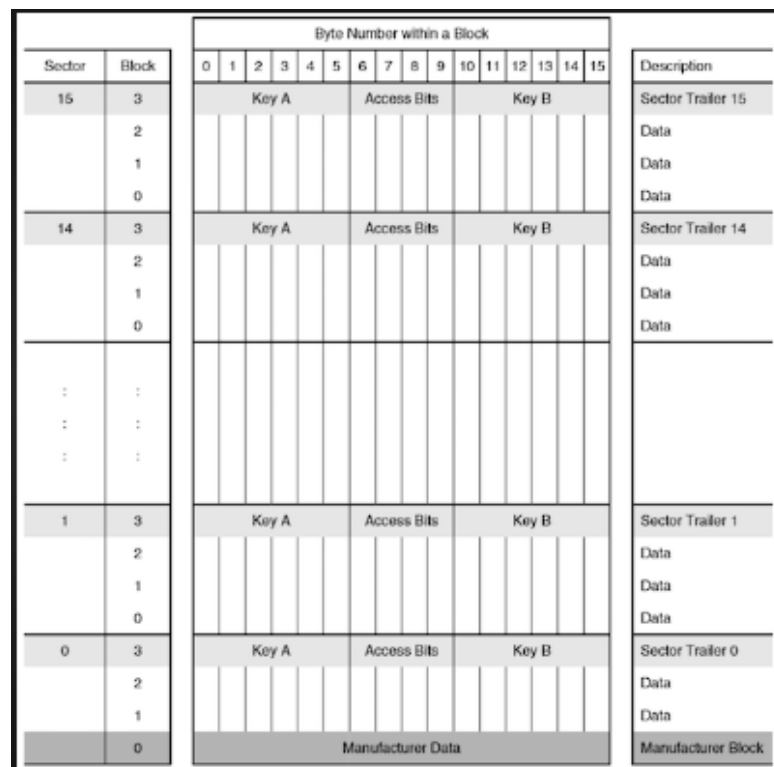 Byte Number within a Block
Sector Block 0 1 2 3 4 5 6 7 8 9 10 11 12 13 14 15 Description
15 3 Key A Access Bits Key B Sector Trailer 15
2 Data
1 Data
0 Data
14 3 Key A Access Bits Key B Sector Trailer 14
2 Data
1 Data
0 Data
: :
: :
: :
1 3 Key A Access Bits Key B Sector Trailer 1
2 Data
1 Data
0 Data
0 3 Key A Access Bits Key B Sector Trailer 0
2 Data
1 Data
0 Manufacturer Data Manufacturer Block